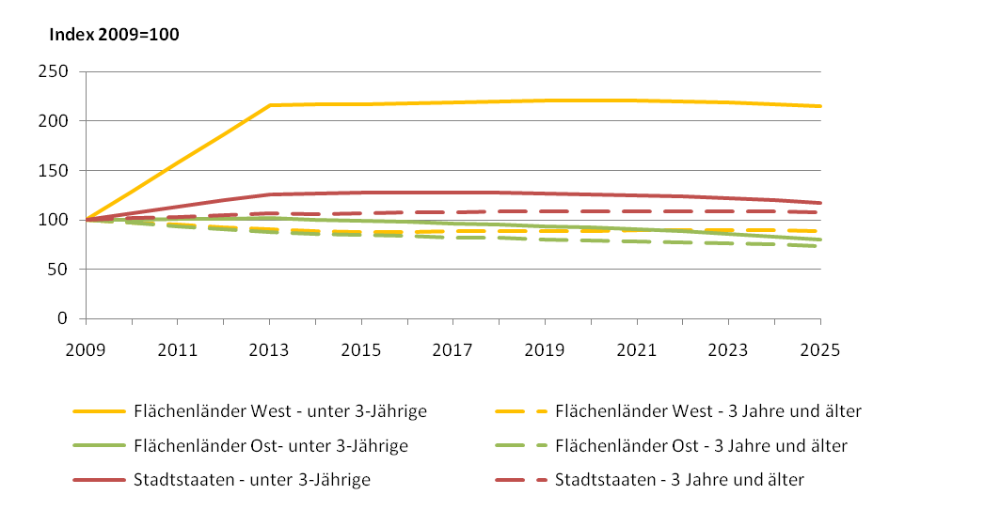 Index 2009=100
250
200
150
100
50
0
2009 2011 2013 2015 2017 2019 2021 2023 2025
Flächenländer West - unter 3-Jährige Flächenländer West - 3 Jahre und älter
Flächenländer Ost- unter 3-Jährige Flächenländer Ost - 3 Jahre und älter
Stadtstaaten - unter 3-Jährige Stadtstaaten - 3 Jahre und älter